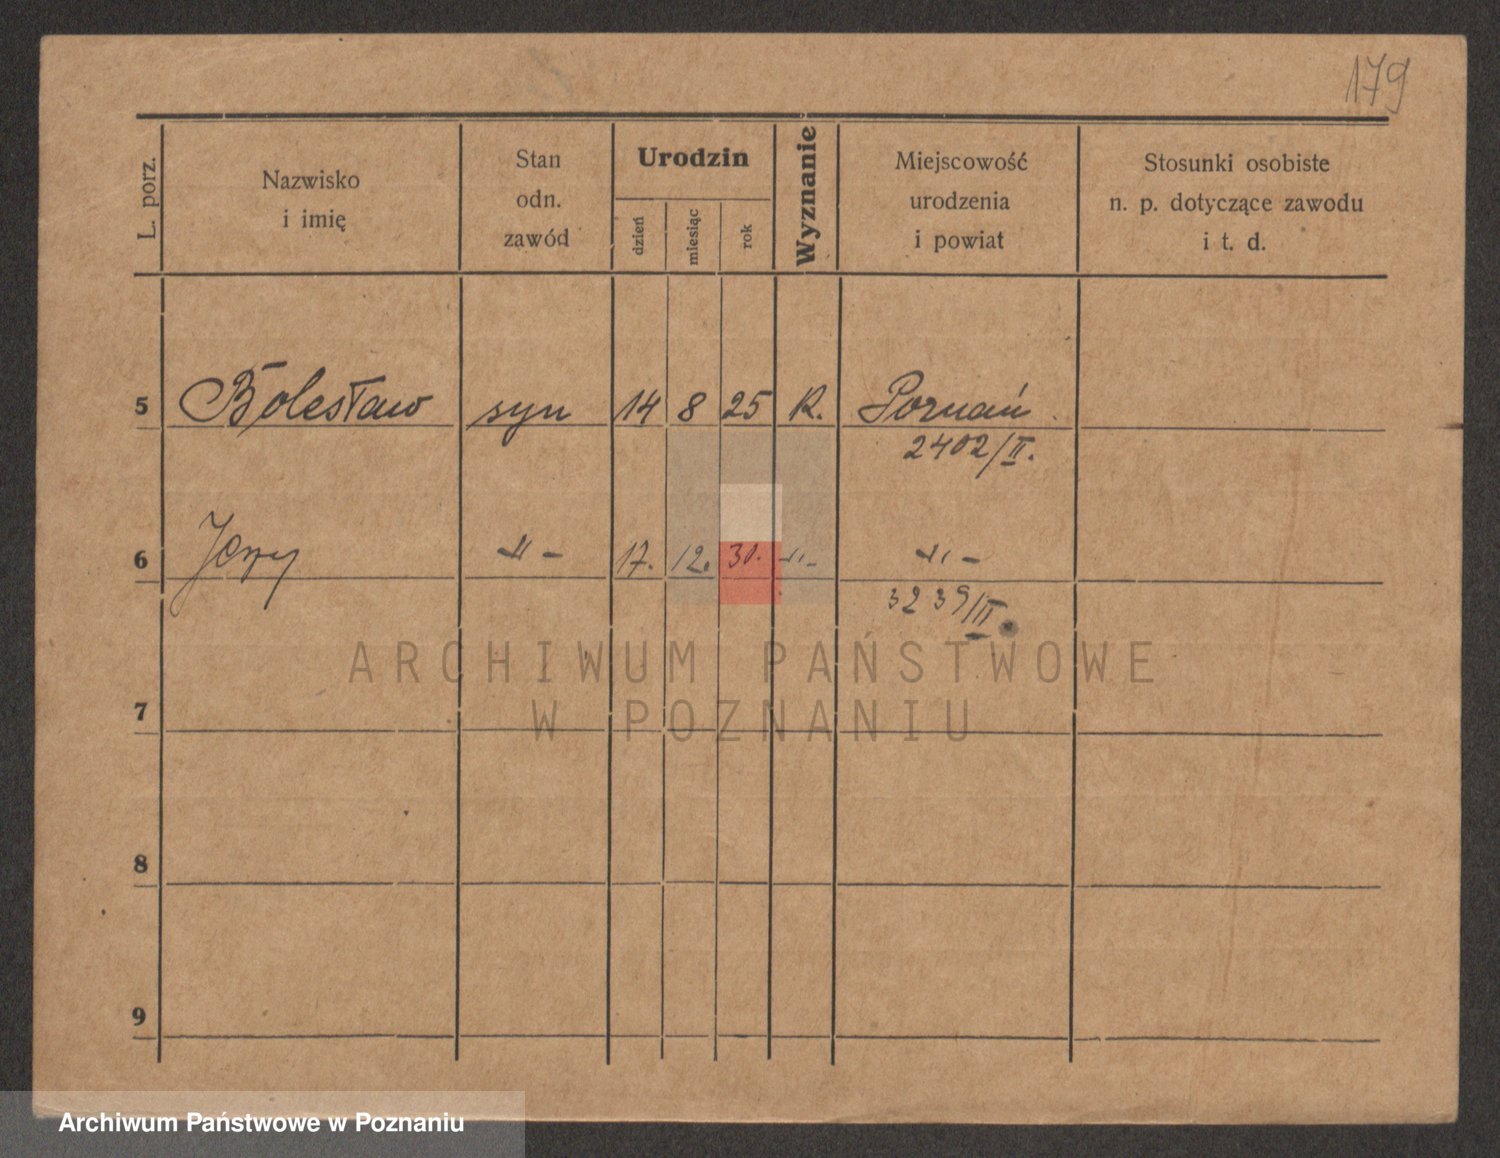 179
L. porz.
Nazwisko
i imię
Stan
odn.
zawód
Urodzin
dzień
miesiąc
rok
Wyznanie
Miejscowość
urodzenia
i powiat
Stosunki osobiste
n. p. dotyczące zawodu
i t. d.
5 Bolesław syn 14 8 25 R. Poznań
2402/II.
6 Jerzy -"- 17. 12. 30. -"- -"-
3239/II
7
8
9
ARCHIWUM PAŃSTWOWE
W POZNANIU
Archiwum Państwowe w Poznaniu